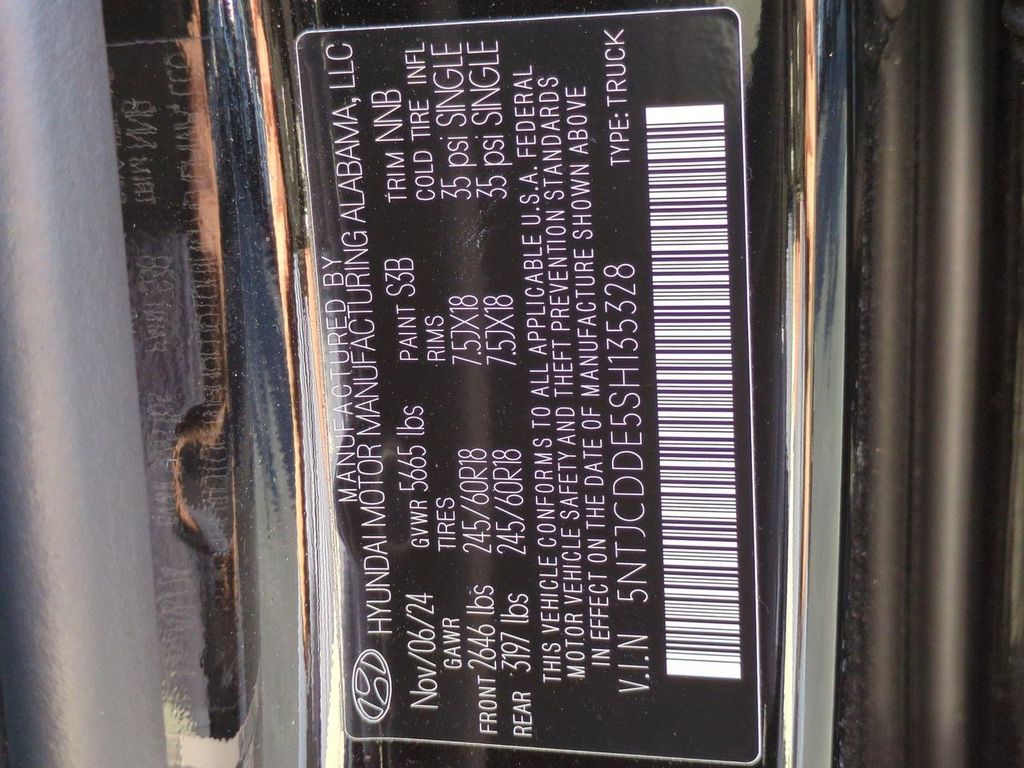 MANUFACTURED BY
HYUNDAI MOTOR MANUFACTURING ALABAMA, LLC
Nov/06/24 GVWR 5665 lbs PAINT S3B TRIM NNB
GAWR TIRES RIMS COLD TIRE INFL
FRONT 2646 lbs 245/60R18 7.5JX18 35 psi SINGLE
REAR 3197 lbs 245/60R18 7.5JX18 35 psi SINGLE
THIS VEHICLE CONFORMS TO ALL APPLICABLE U.S.A. FEDERAL
MOTOR VEHICLE SAFETY AND THEFT PREVENTION STANDARDS
IN EFFECT ON THE DATE OF MANUFACTURE SHOWN ABOVE
V.I.N 5NTJCDDE5SH135328 TYPE: TRUCK